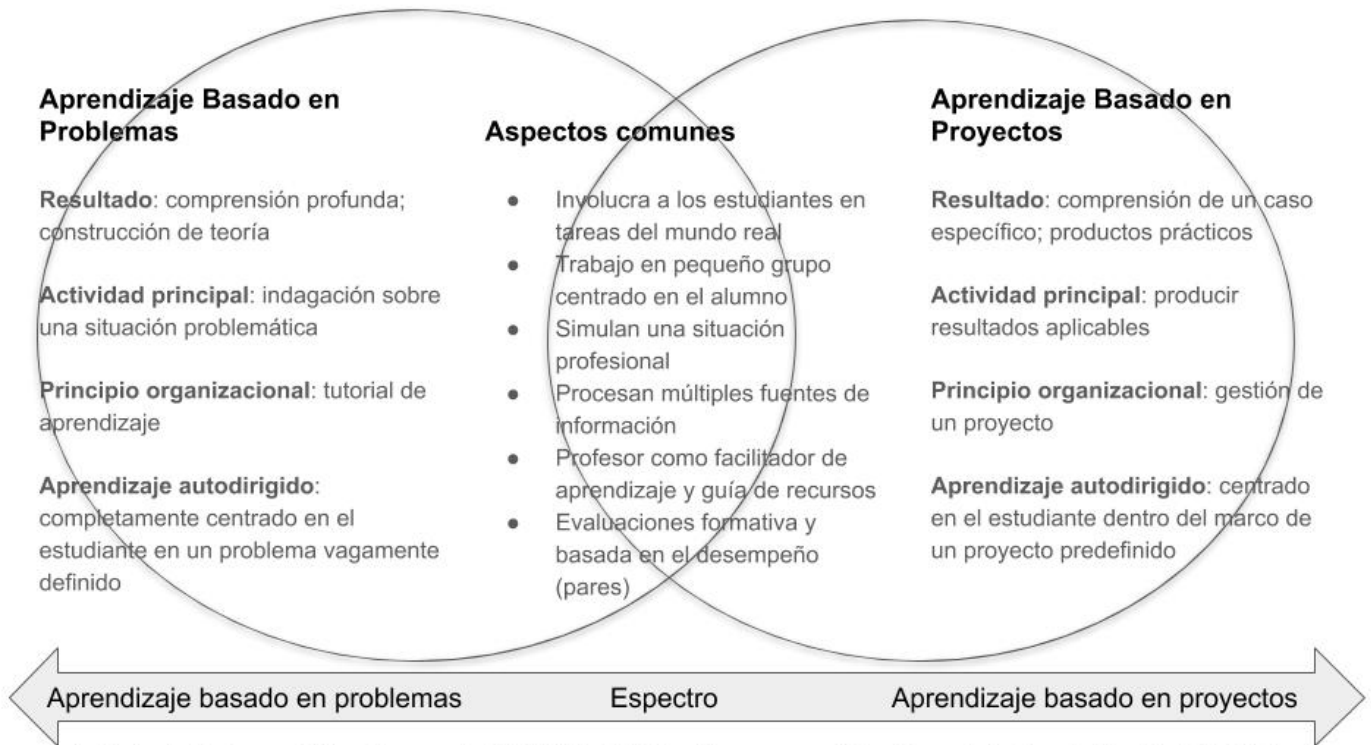 Aprendizaje Basado en
Problemas
Resultado: comprensión profunda;
construcción de teoría
Actividad principal: indagación sobre
una situación problemática
Principio organizacional: tutorial de
aprendizaje
Aprendizaje autodirigido:
completamente centrado en el
estudiante en un problema vagamente
definido
Aspectos comunes
● Involucra a los estudiantes en
tareas del mundo real
● Trabajo en pequeño grupo
centrado en el alumno
● Simulan una situación
profesional
● Procesan múltiples fuentes de
información
● Profesor como facilitador de
aprendizaje y guía de recursos
● Evaluaciones formativa y
basada en el desempeño
(pares)
Aprendizaje Basado en
Proyectos
Resultado: comprensión de un caso
específico; productos prácticos
Actividad principal: producir
resultados aplicables
Principio organizacional: gestión de
un proyecto
Aprendizaje autodirigido: centrado
en el estudiante dentro del marco de
un proyecto predefinido
Aprendizaje basado en problemas
Espectro
Aprendizaje basado en proyectos